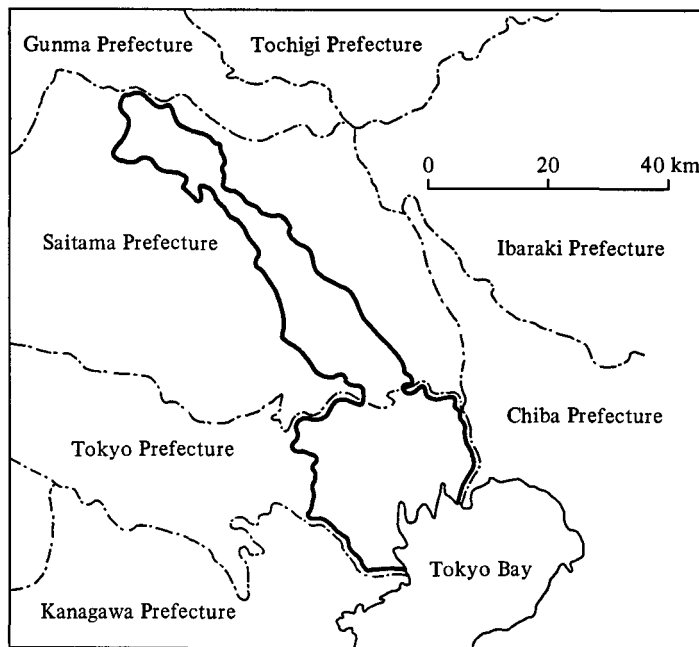 Gunma Prefecture
Tochigi Prefecture
0 20 40 km
Saitama Prefecture
Ibaraki Prefecture
Chiba Prefecture
Tokyo Prefecture
Tokyo Bay
Kanagawa Prefecture